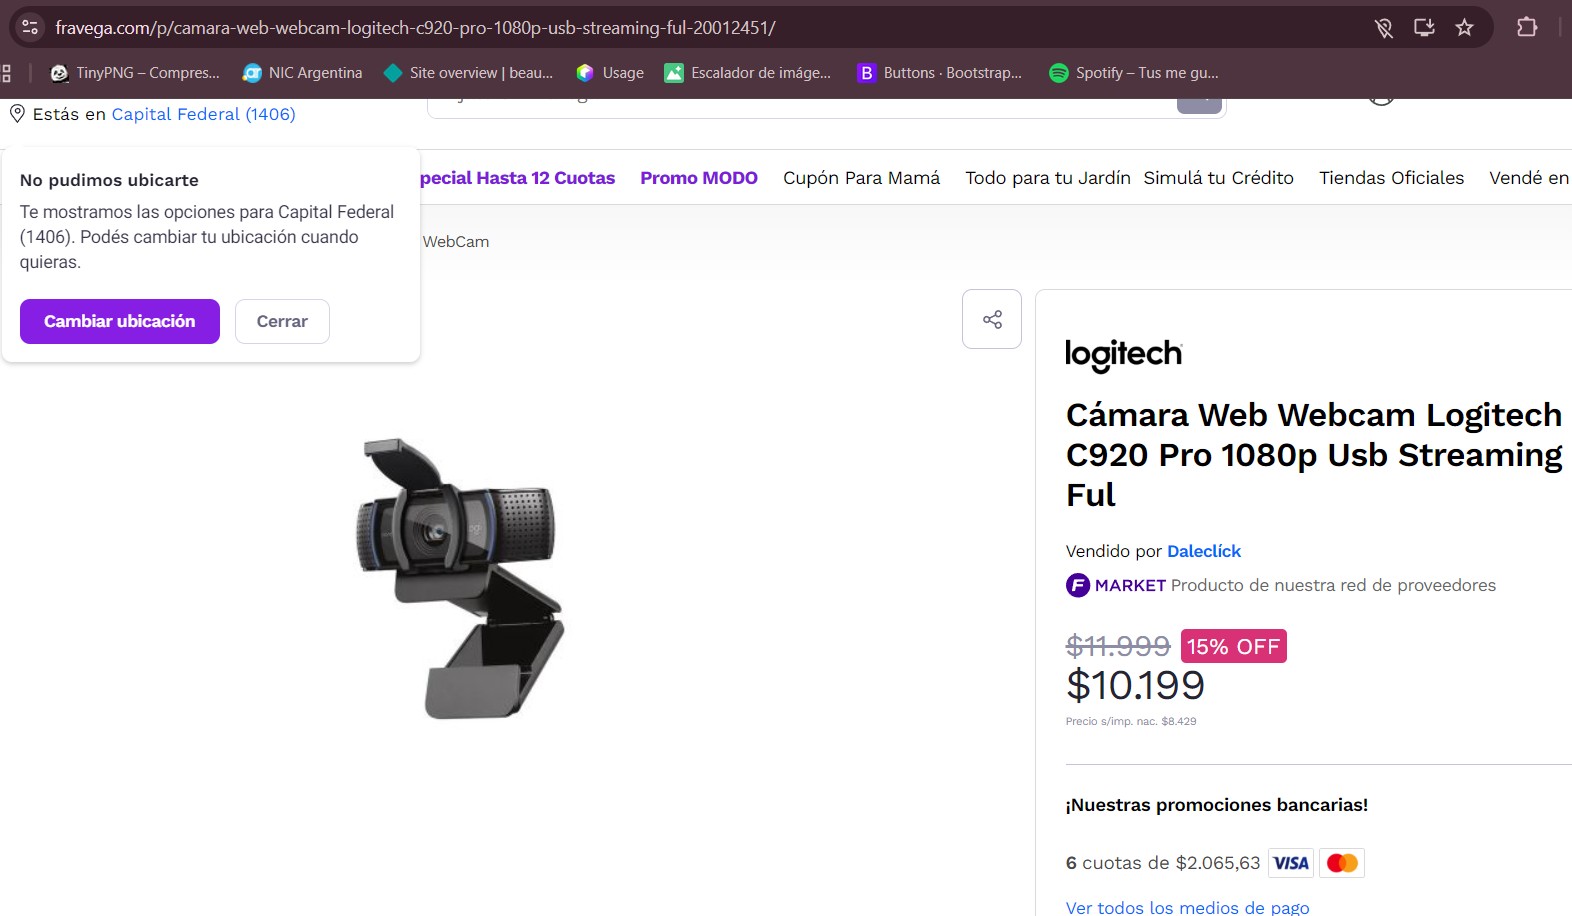 fravega.com/p/camara-web-webcam-logitech-c920-pro-1080p-usb-streaming-ful-20012451/
TinyPNG – Compres... NIC Argentina Site overview | beau... Usage Escalador de imáge... B Buttons · Bootstrap... Spotify – Tus me gu...
Estás en Capital Federal (1406)
No pudimos ubicarte
Te mostramos las opciones para Capital Federal
(1406). Podés cambiar tu ubicación cuando
quieras.
Cambiar ubicación Cerrar
pecial Hasta 12 Cuotas Promo MODO Cupón Para Mamá Todo para tu Jardín Simulá tu Crédito Tiendas Oficiales Vendé en
WebCam
logitech
Cámara Web Webcam Logitech
C920 Pro 1080p Usb Streaming
Ful
Vendido por Daleclíck
F MARKET Producto de nuestra red de proveedores
$11.999 15% OFF
$10.199
Precio s/imp. nac. $8.429
¡Nuestras promociones bancarias!
6 cuotas de $2.065,63 VISA
Ver todos los medios de pago